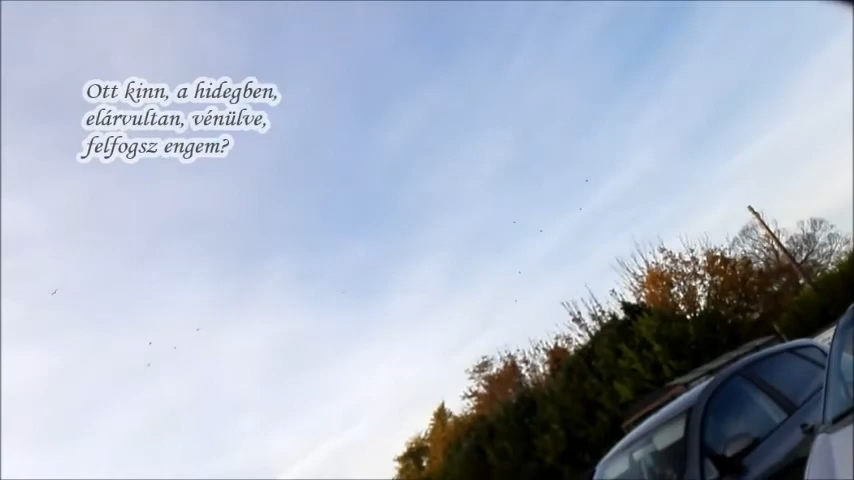 Ott kinn, a hidegben,
elárvultan, vénülve,
felfogsz engem?